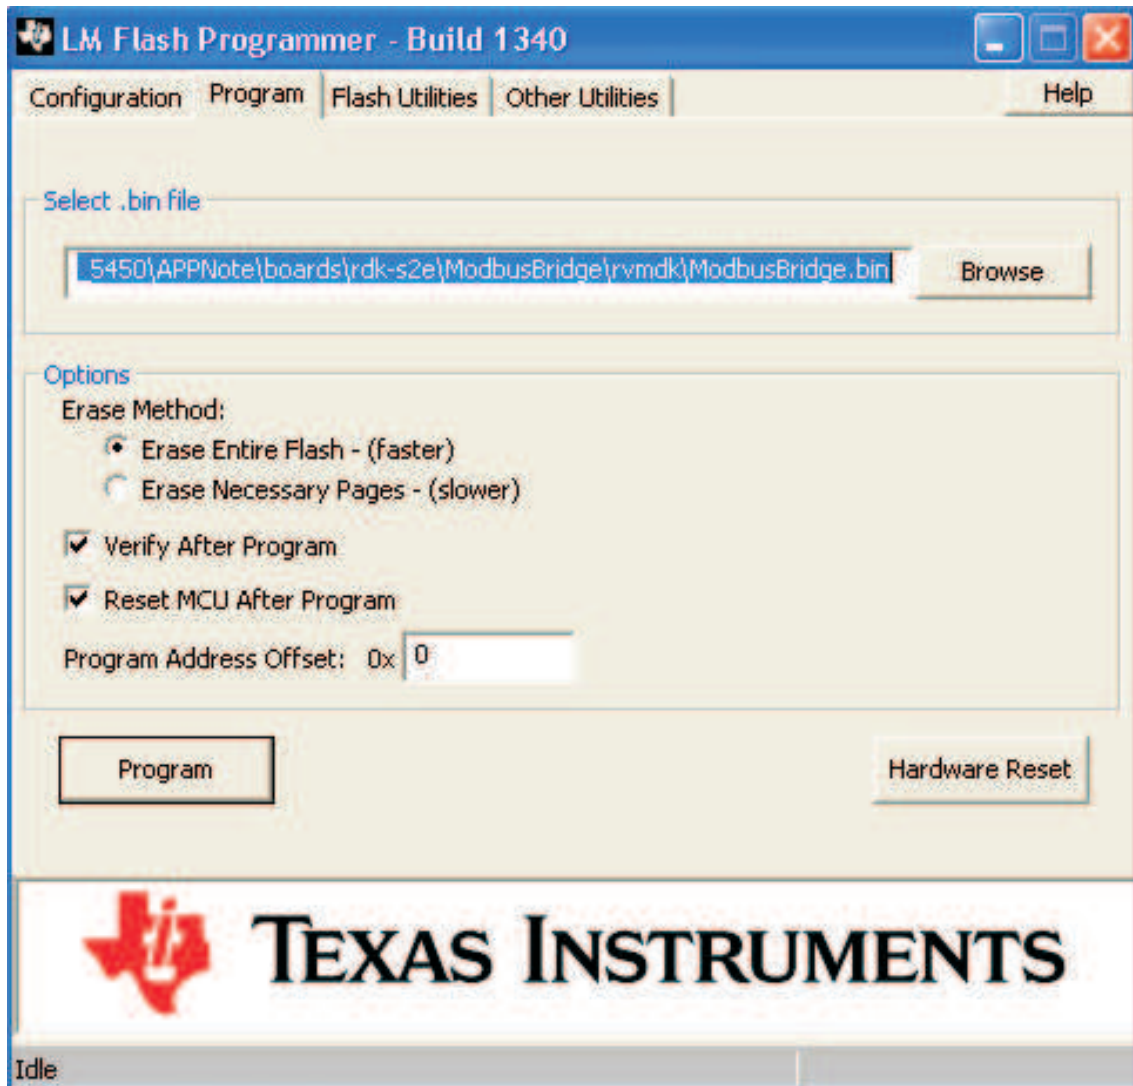 LM Flash Programmer - Build 1340
Configuration Program Flash Utilities Other Utilities Help
Select .bin file
5450\APPNote\boards\rdk-s2e\ModbusBridge\rvmdk\ModbusBridge.bin Browse
Options
Erase Method:
Erase Entire Flash - (faster)
Erase Necessary Pages - (slower)
Verify After Program
Reset MCU After Program
Program Address Offset: 0x 0
Program Hardware Reset
TEXAS INSTRUMENTS
Idle